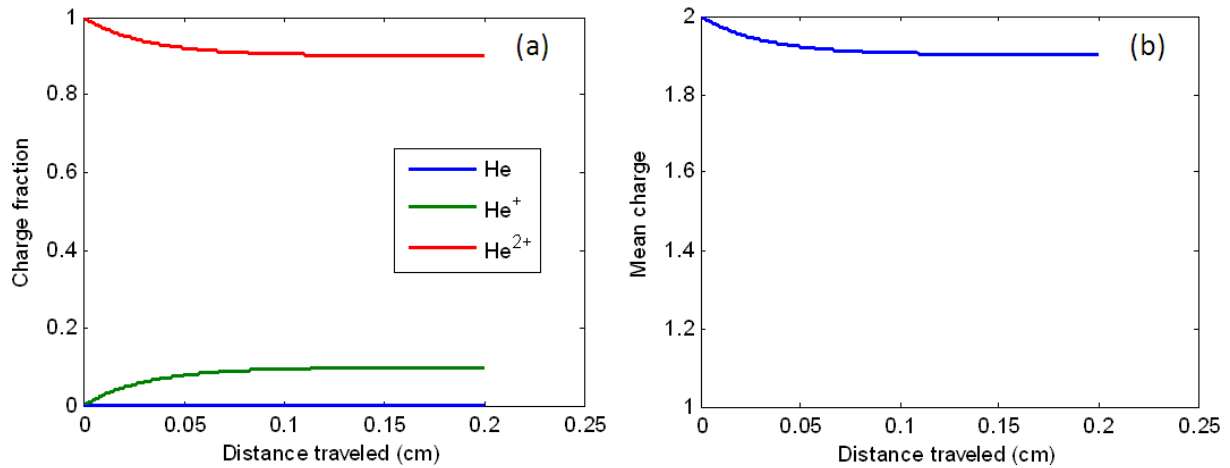 (a)
1
0.8
0.6
0.4
0.2
0
Charge fraction
He
He+
He2+
0
0.05
0.1
0.15
0.2
0.25
Distance traveled (cm)
(b)
2
1.8
1.6
1.4
1.2
1
Mean charge
0
0.05
0.1
0.15
0.2
0.25
Distance traveled (cm)